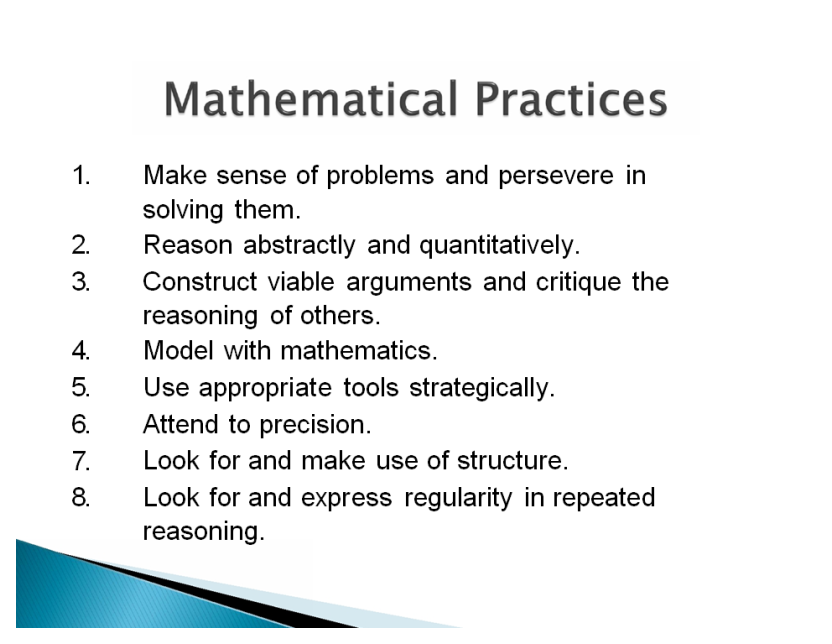 Mathematical Practices
1. Make sense of problems and persevere in
solving them.
2. Reason abstractly and quantitatively.
3. Construct viable arguments and critique the
reasoning of others.
4. Model with mathematics.
5. Use appropriate tools strategically.
6. Attend to precision.
7. Look for and make use of structure.
8. Look for and express regularity in repeated
reasoning.